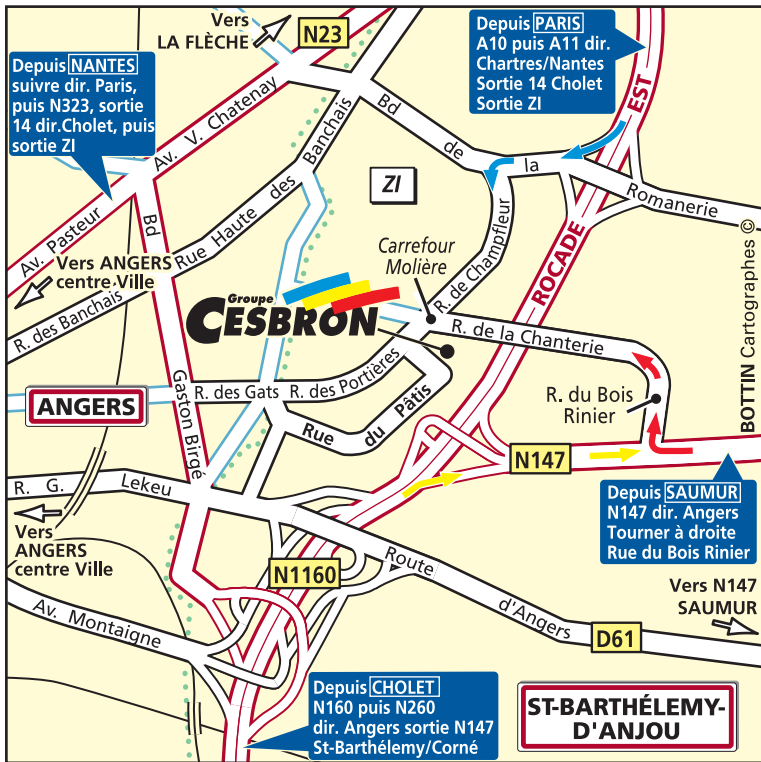 Vers
LA FLÈCHE
N23
Depuis NANTES
suivre dir. Paris,
puis N323, sortie
14 dir.Cholet, puis
sortie ZI
Depuis PARIS
A10 puis A11 dir.
Chartres/Nantes
Sortie 14 Cholet
Sortie ZI
Av. V. Chatenay
Av. Pasteur
Bd de la Romanerie
Rue Haute des Banchais
R. des Banchais
ZI
EST
ROCADE
Vers ANGERS
centre Ville
Carrefour
Molière
R. de Champfleur
Groupe
CESBRON
R. de la Chanterie
BOTTIN Cartographes ©
Bd Gaston Birgé
ANGERS
R. des Gats
R. des Portières
Rue du Pâtis
R. du Bois
Rinier
N147
R. G. Lekeu
Vers
ANGERS
centre Ville
Depuis SAUMUR
N147 dir. Angers
Tourner à droite
Rue du Bois Rinier
N1160
Route d'Angers
Vers N147
SAUMUR
Av. Montaigne
D61
Depuis CHOLET
N160 puis N260
dir. Angers sortie N147
St-Barthélemy/Corné
ST-BARTHÉLEMY-
D'ANJOU